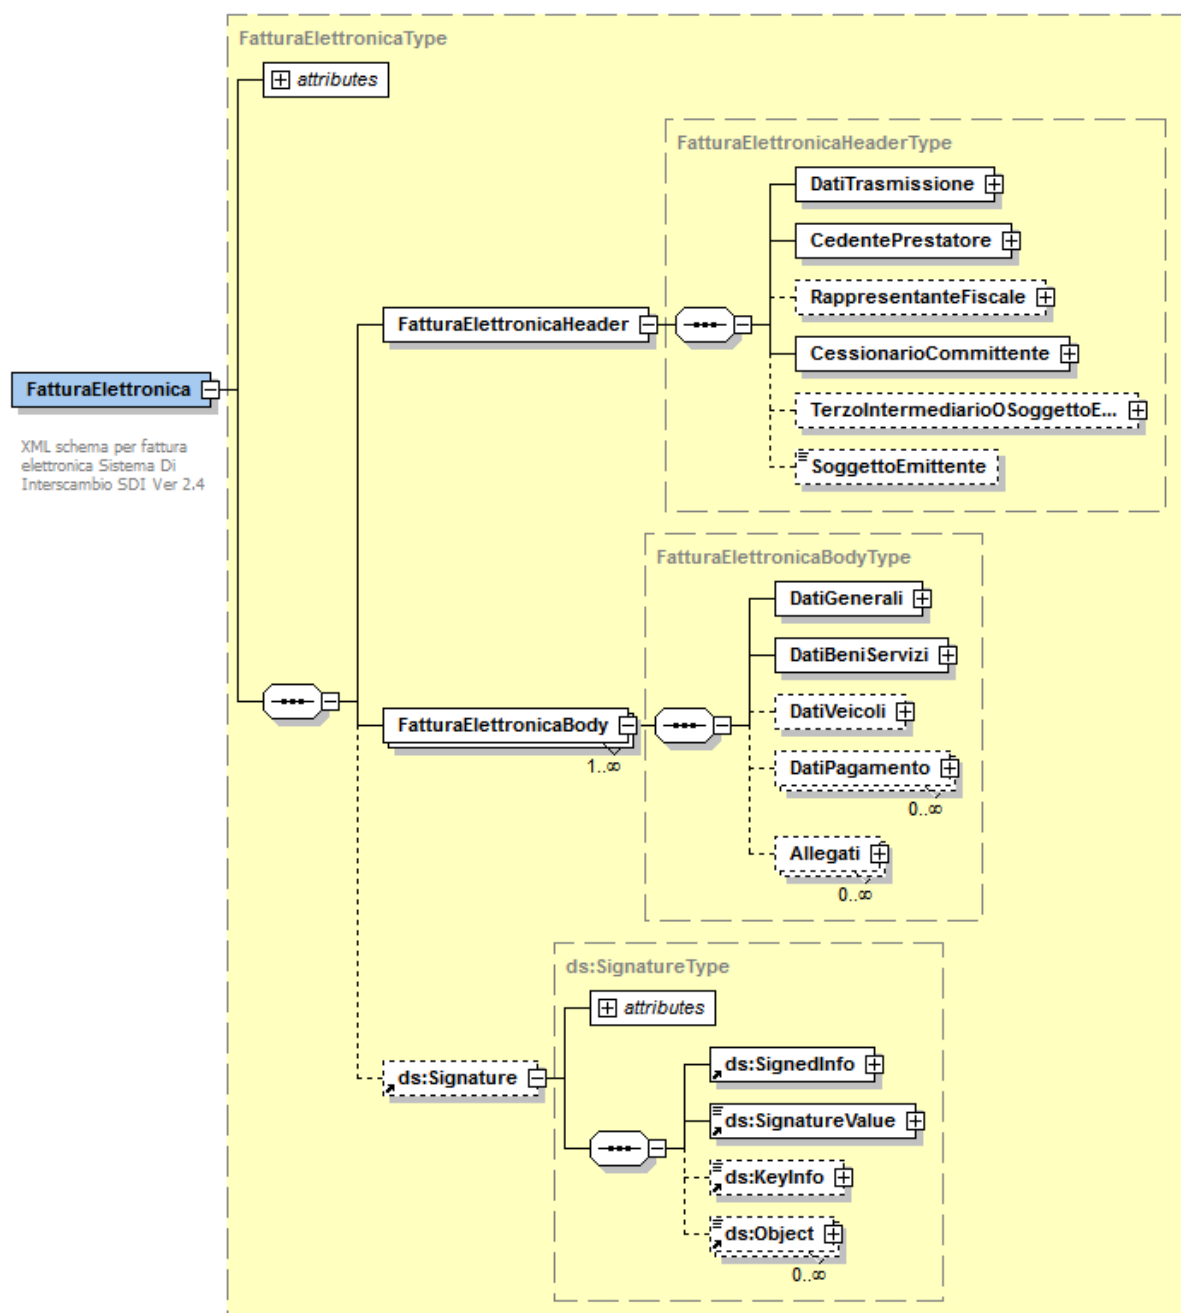 FatturaElettronicaType
attributes
FatturaElettronicaHeaderType
DatiTrasmissione
CedentePrestatore
RappresentanteFiscale
FatturaElettronicaHeader
CessionarioCommittente
FatturaElettronica
TerzoIntermediarioOSoggettoE...
XML schema per fattura
elettronica Sistema Di
Interscambio SDI Ver 2.4
SoggettoEmittente
FatturaElettronicaBodyType
DatiGenerali
DatiBeniServizi
DatiVeicoli
FatturaElettronicaBody
1..∞
DatiPagamento
0..∞
Allegati
0..∞
ds:SignatureType
attributes
ds:SignedInfo
ds:Signature
ds:SignatureValue
ds:KeyInfo
ds:Object
0..∞